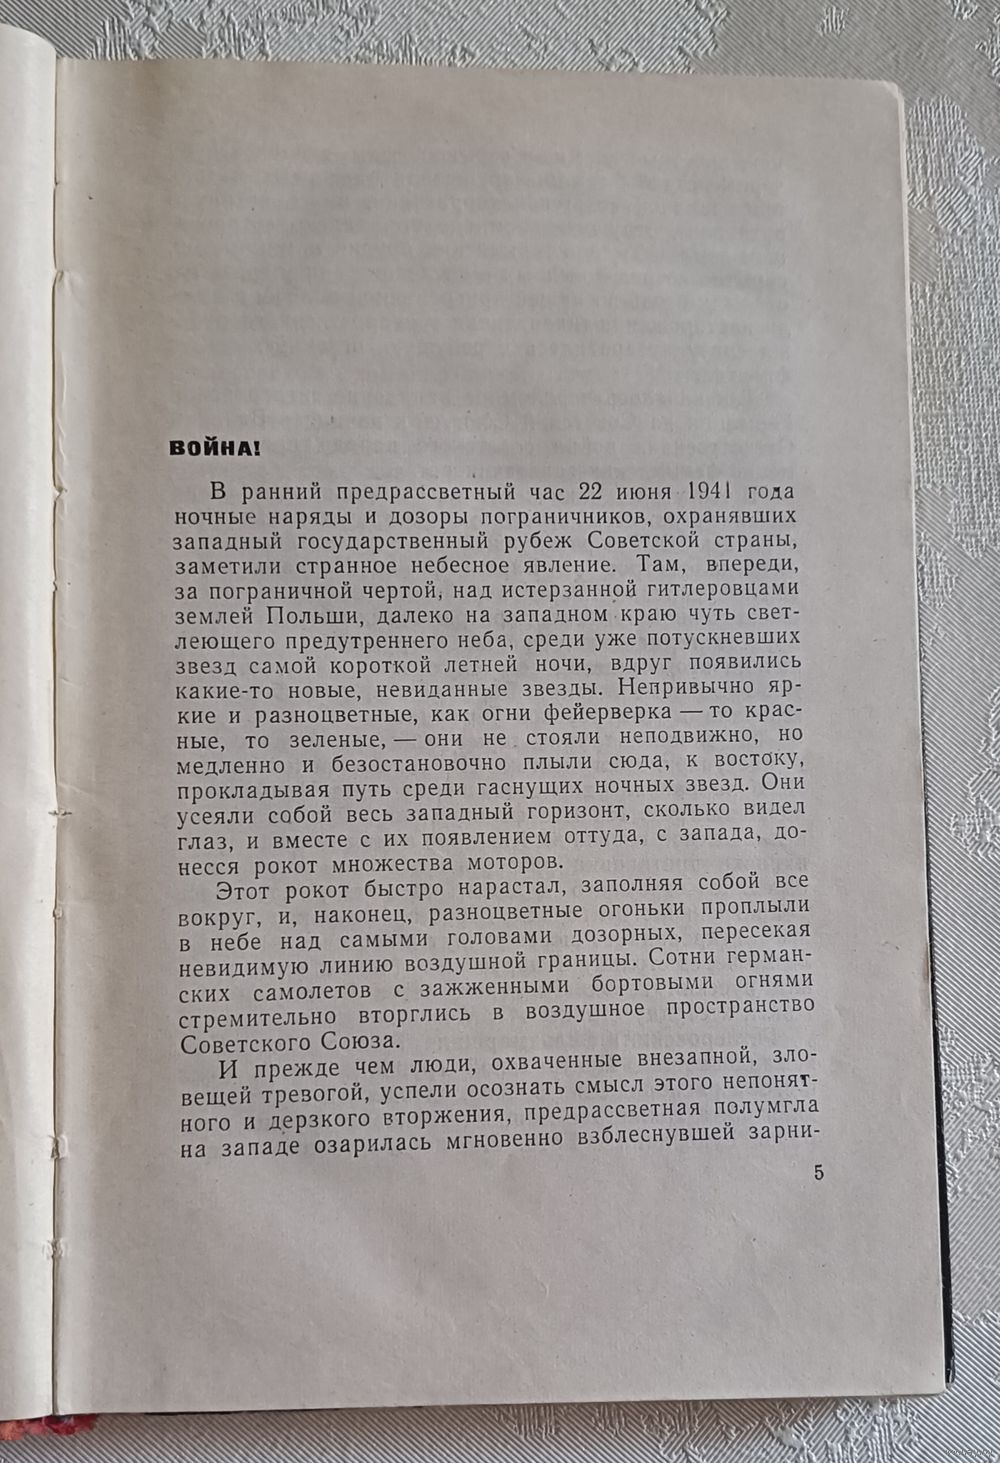 ВОЙНА!
В ранний предрассветный час 22 июня 1941 года
ночные наряды и дозоры пограничников, охранявших
западный государственный рубеж Советской страны,
заметили странное небесное явление. Там, впереди,
за пограничной чертой, над истерзанной гитлеровцами
землей Польши, далеко на западном краю чуть свет-
леющего предутреннего неба, среди уже потускневших
звезд самой короткой летней ночи, вдруг появились
какие-то новые, невиданные звезды. Непривычно яр-
кие и разноцветные, как огни фейерверка — то крас-
ные, то зеленые, — они не стояли неподвижно, но
медленно и безостановочно плыли сюда, к востоку,
прокладывая путь среди гаснущих ночных звезд. Они
усеяли собой весь западный горизонт, сколько видел
глаз, и вместе с их появлением оттуда, с запада, до-
несся рокот множества моторов.
Этот рокот быстро нарастал, заполняя собой все
вокруг, и, наконец, разноцветные огоньки проплыли
в небе над самыми головами дозорных, пересекая
невидимую линию воздушной границы. Сотни герман-
ских самолетов с зажженными бортовыми огнями
стремительно вторглись в воздушное пространство
Советского Союза.
И прежде чем люди, охваченные внезапной, зло-
вещей тревогой, успели осознать смысл этого непонят-
ного и дерзкого вторжения, предрассветная полумгла
на западе озарилась мгновенно взблеснувшей зарни-
5